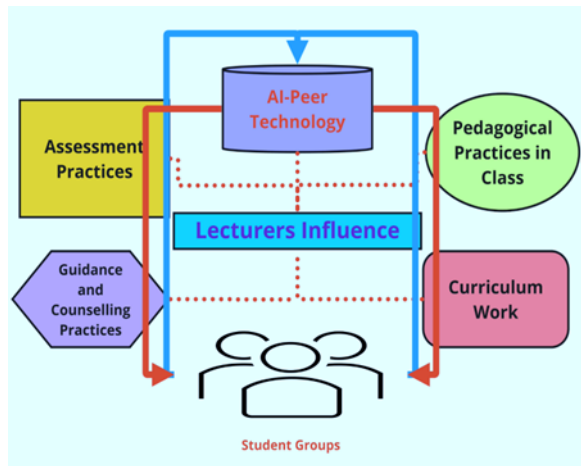 AI-Peer
Technology
Assessment
Practices
Pedagogical
Practices in
Class
Lecturers Influence
Guidance
and
Counselling
Practices
Curriculum
Work
Student Groups